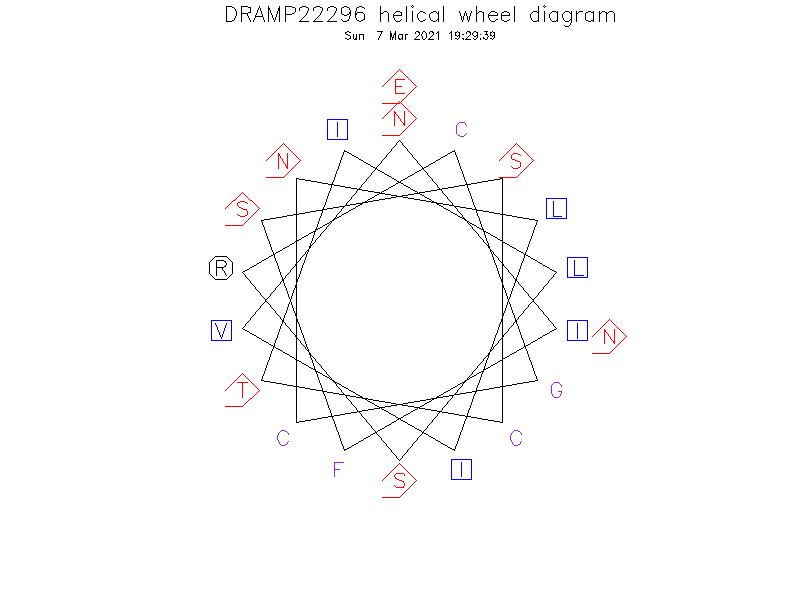 DRAMP22296 helical wheel diagram
Sun 7 Mar 2021 19:29:39
E
I N C
N S
S L
R L
V I N
T G
C C
F I
S